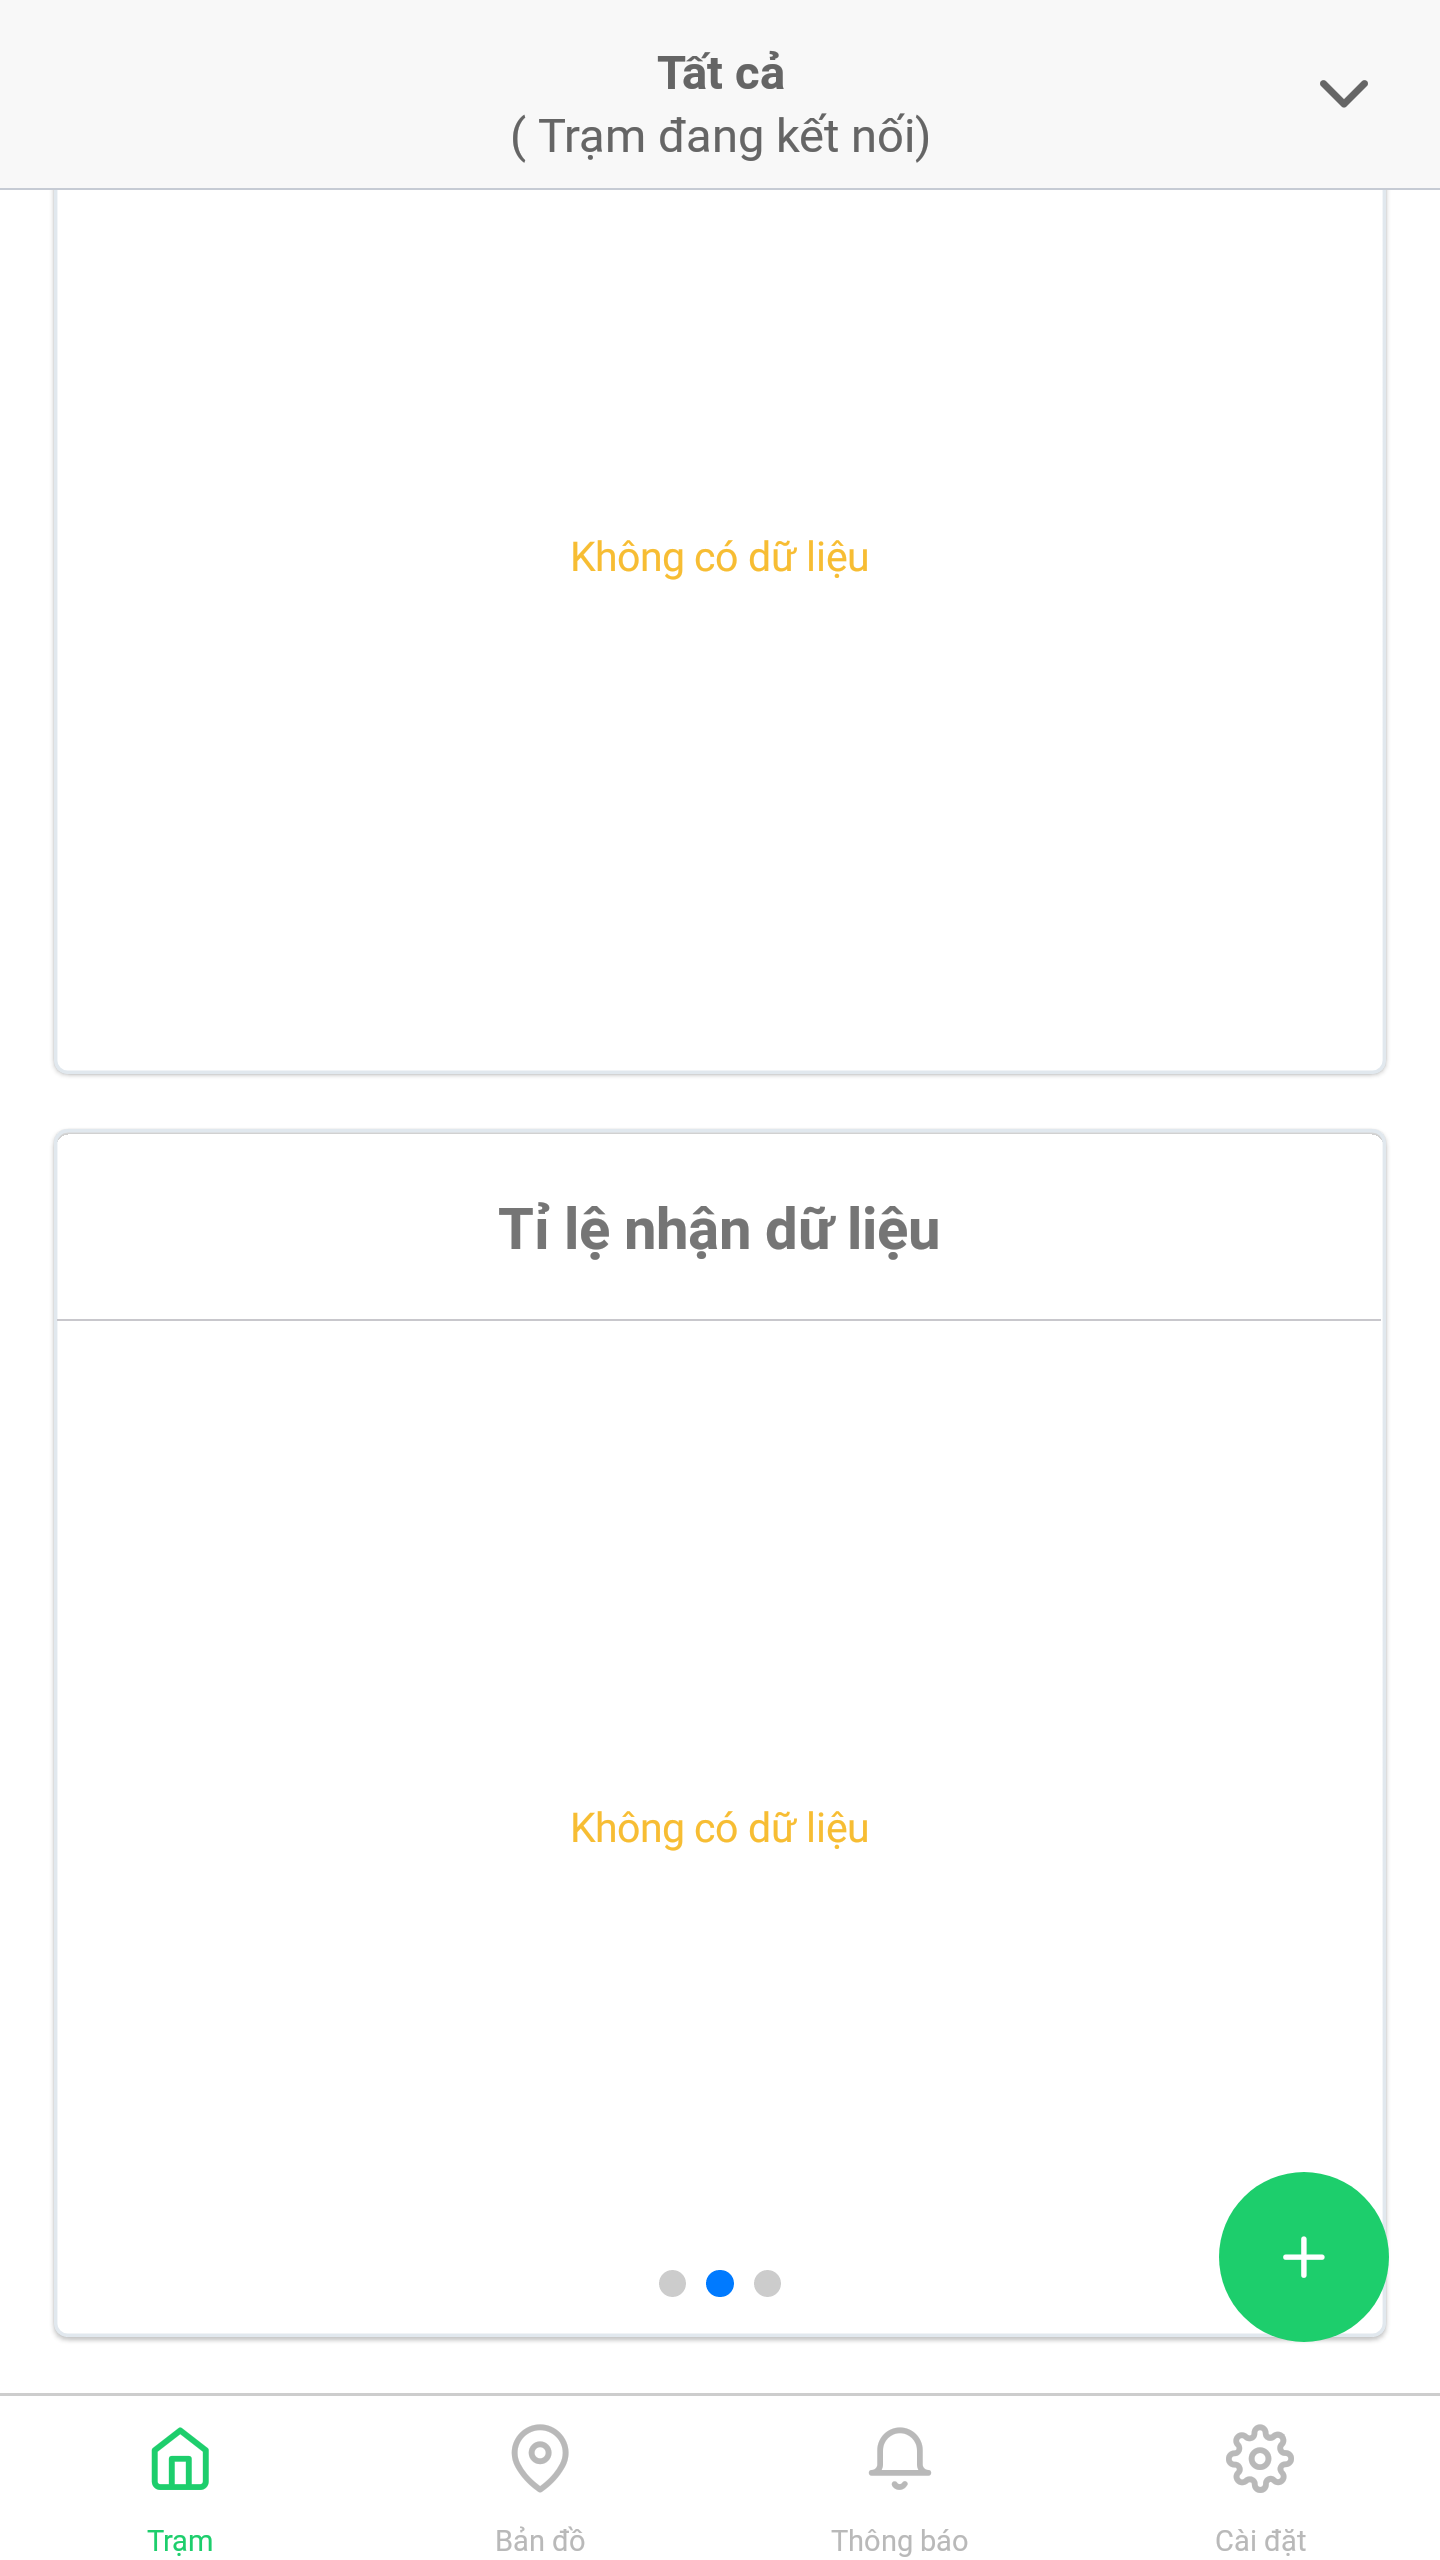 Tất cả
( Trạm đang kết nối)
Không có dữ liệu
Tỉ lệ nhận dữ liệu
Không có dữ liệu
Trạm
Bản đồ
Thông báo
Cài đặt